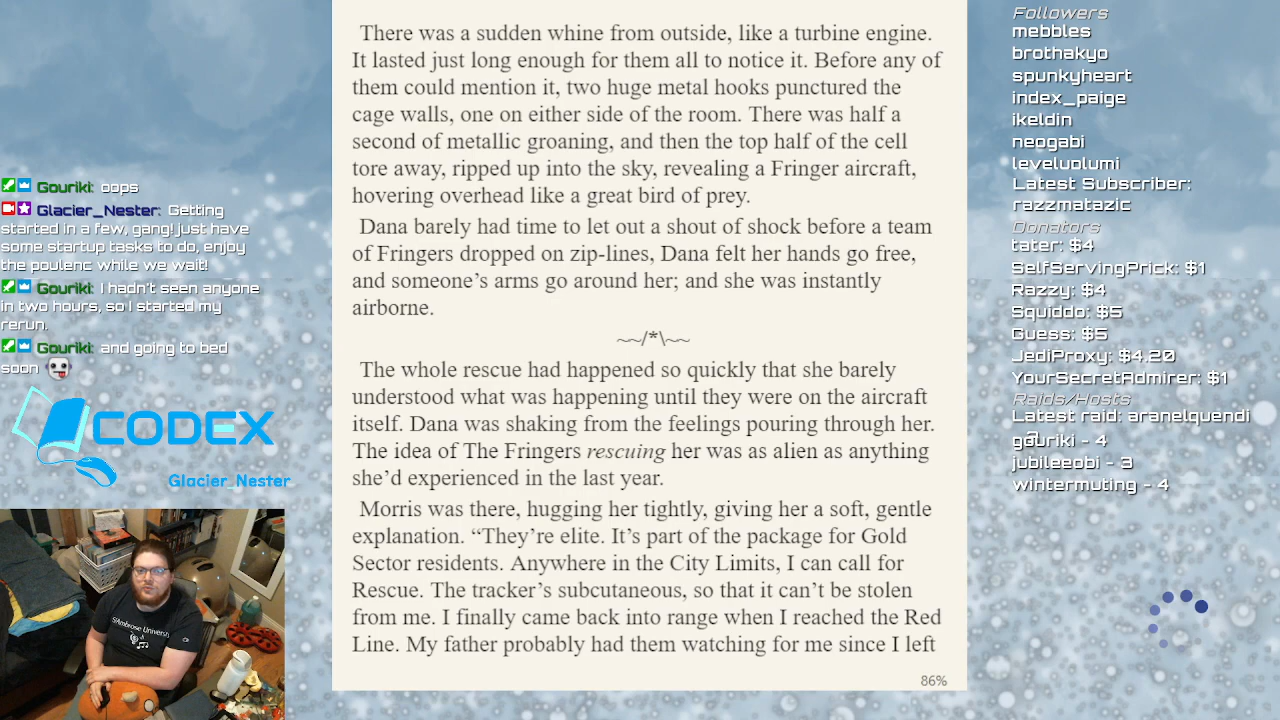 There was a sudden whine from outside, like a turbine engine.
It lasted just long enough for them all to notice it. Before any of
them could mention it, two huge metal hooks punctured the
cage walls, one on either side of the room. There was half a
second of metallic groaning, and then the top half of the cell
tore away, ripped up into the sky, revealing a Fringer aircraft,
hovering overhead like a great bird of prey.
Dana barely had time to let out a shout of shock before a team
of Fringers dropped on zip-lines, Dana felt her hands go free,
and someone's arms go around her; and she was instantly
airborne.
~~/*\~~
The whole rescue had happened so quickly that she barely
understood what was happening until they were on the aircraft
itself. Dana was shaking from the feelings pouring through her.
The idea of The Fringers rescuing her was as alien as anything
she'd experienced in the last year.
Morris was there, hugging her tightly, giving her a soft, gentle
explanation. “They're elite. It's part of the package for Gold
Sector residents. Anywhere in the City Limits, I can call for
Rescue. The tracker's subcutaneous, so that it can't be stolen
from me. I finally came back into range when I reached the Red
Line. My father probably had them watching for me since I left
86%
Gouriki: oops
Glacier_Nester: Getting
started in a few, gang! just have
some startup tasks to do, enjoy
the poulenc while we wait!
Gouriki: I hadn't seen anyone
in two hours, so I started my
rerun.
Gouriki: and going to bed
soon
CODEX
Glacier_Nester
Followers
mebbles
brothakyo
spunkyheart
index_paige
ikeldin
neogabi
leveluolumi
Latest Subscriber:
razzmatazic
Donators
tater: $4
SelfServingPrick: $1
Razzy: $4
Squiddo: $5
Guess: $5
JediProxy: $4.20
YourSecretAdmirer: $1
Raids/Hosts
Latest raid: aranelquendi
gouriki - 4
jubileeobi - 3
wintermuting - 4